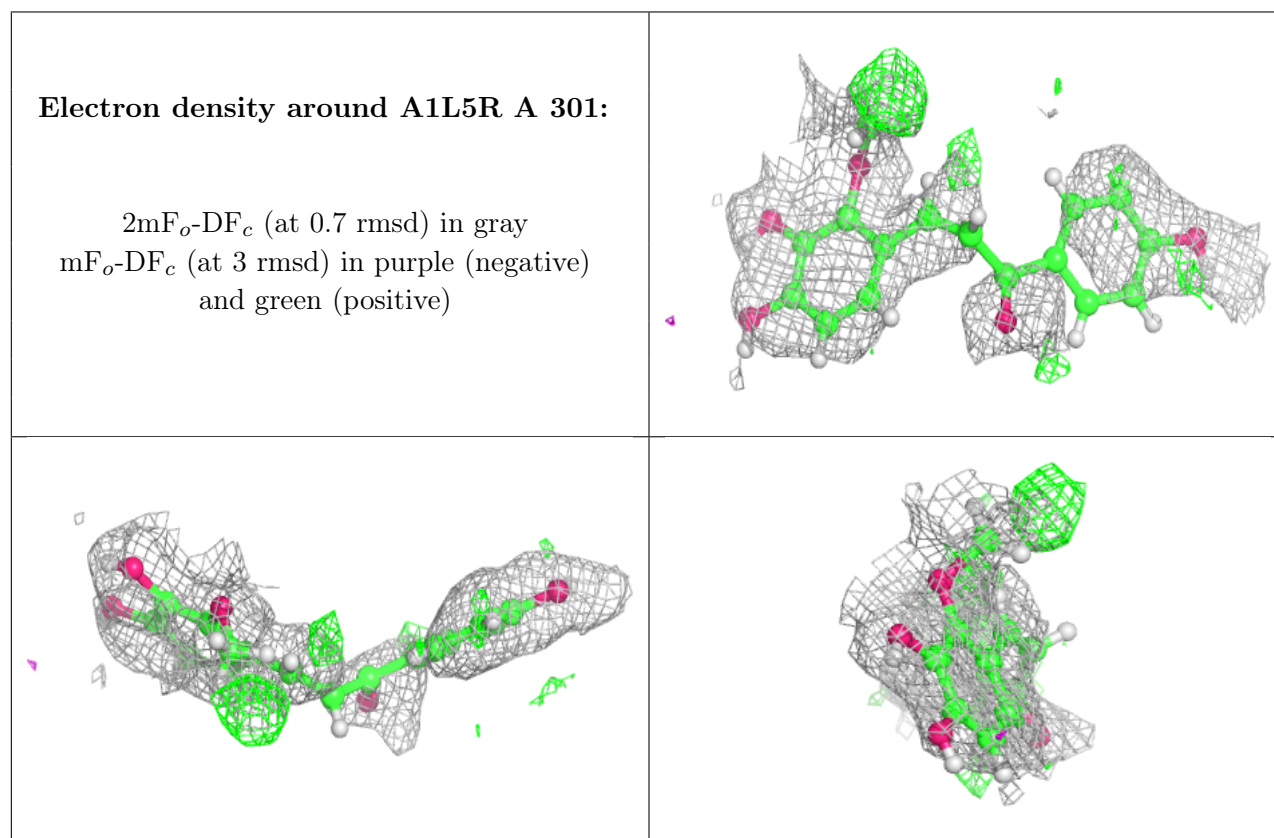 Electron density around A1L5R A 301:
2mFo-DFc (at 0.7 rmsd) in gray
mFo-DFc (at 3 rmsd) in purple (negative)
and green (positive)